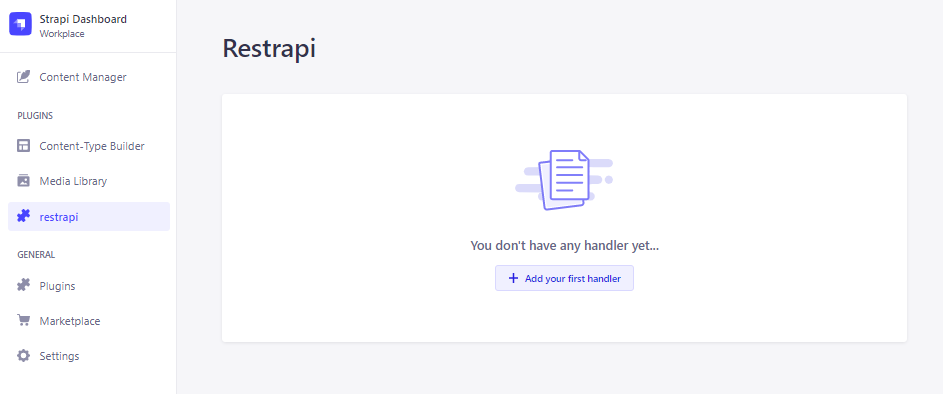 Strapi Dashboard
Workplace
Content Manager
PLUGINS
Content-Type Builder
Media Library
restrapi
GENERAL
Plugins
Marketplace
Settings
Restrapi
You don't have any handler yet...
Add your first handler